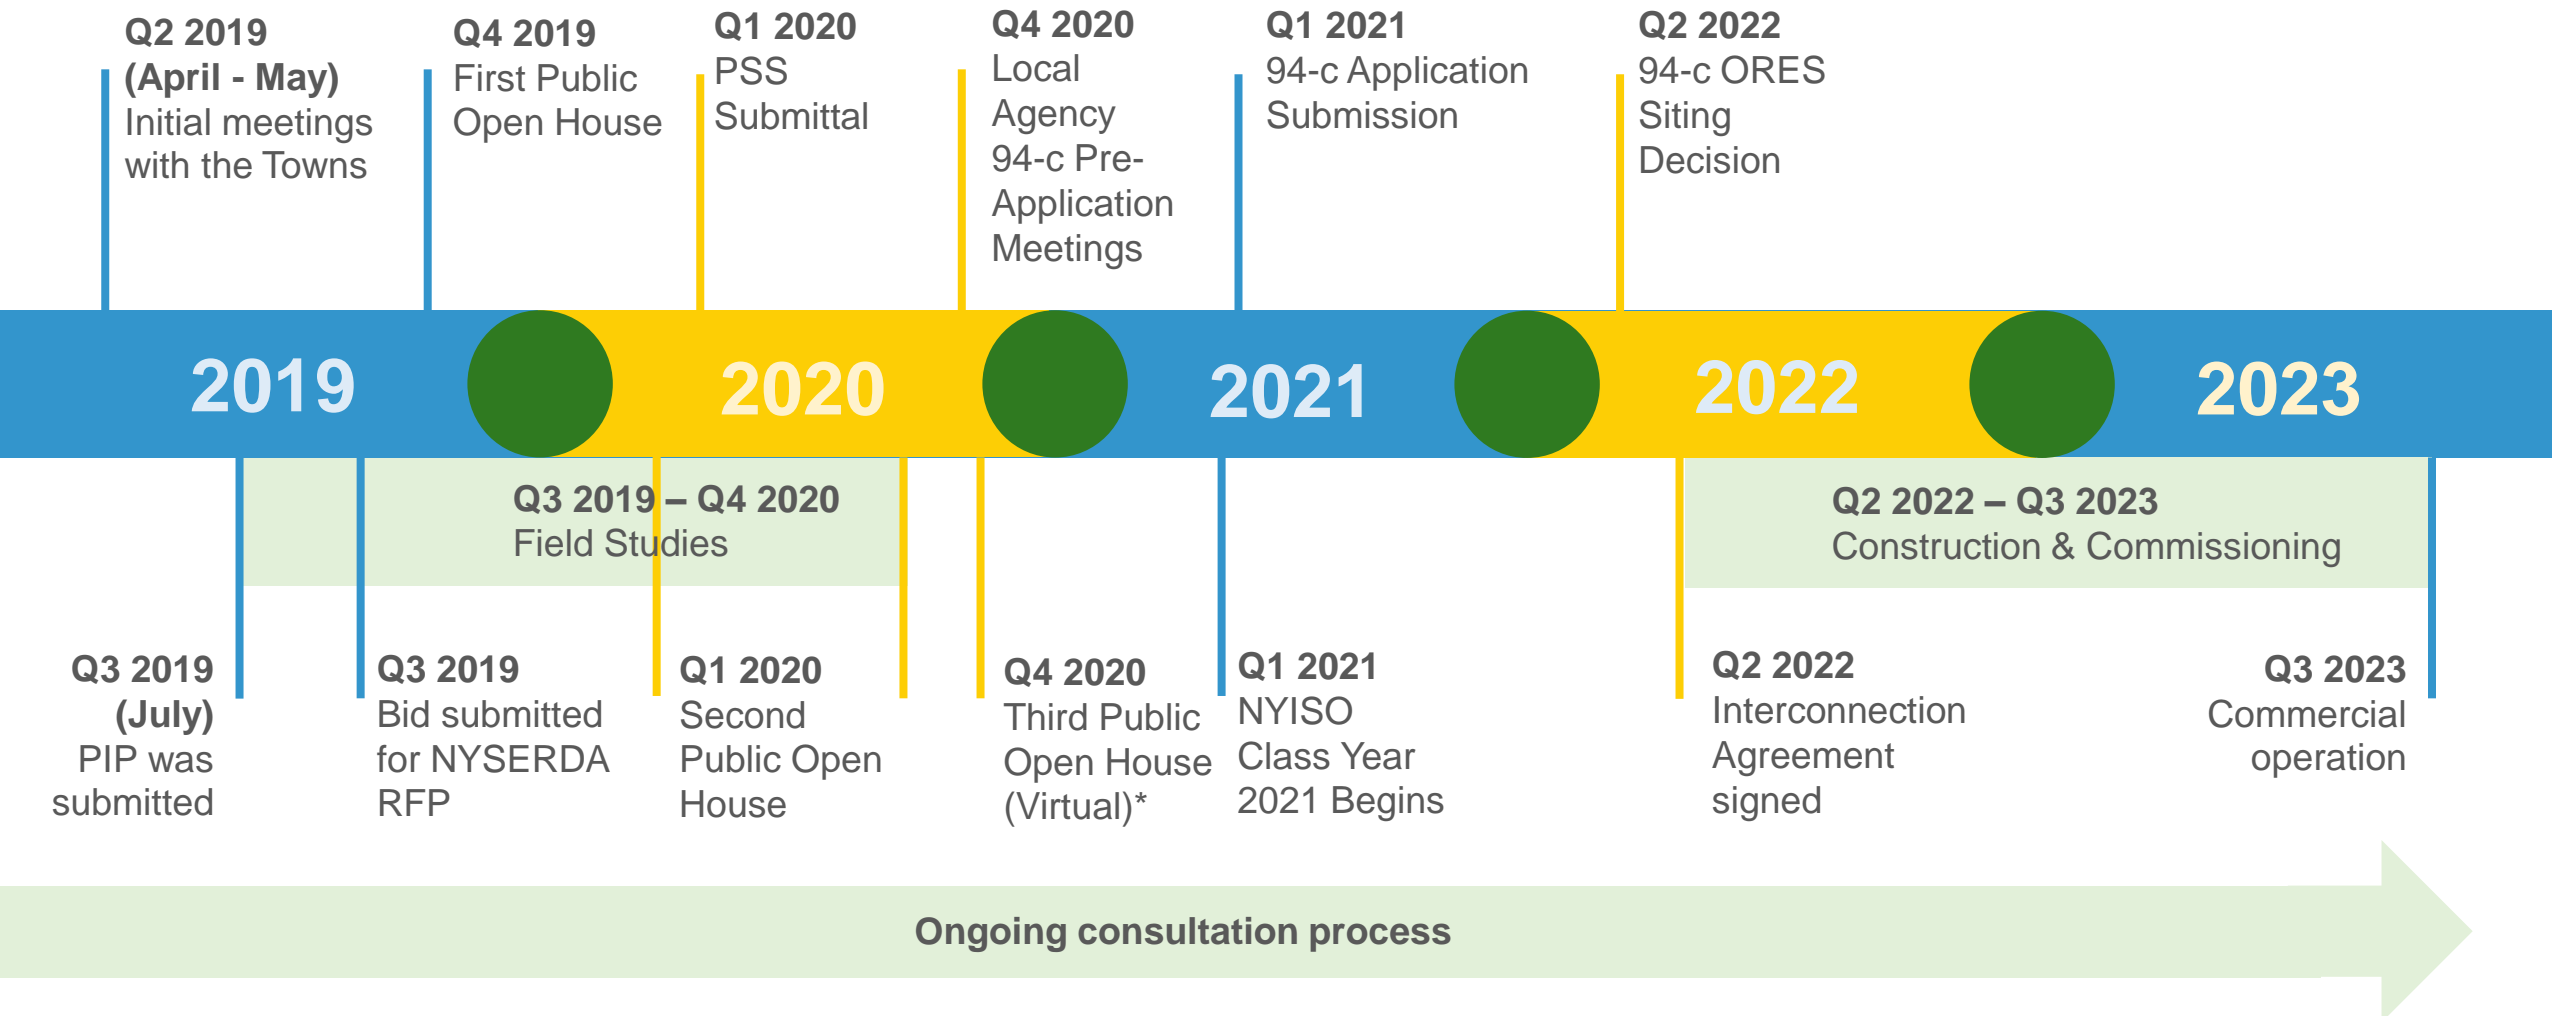 Q2 2019
(April - May)
Initial meetings
with the Towns
Q4 2019
First Public
Open House
Q1 2020
PSS
Submittal
Q4 2020
Local
Agency
94-c Pre-
Application
Meetings
Q1 2021
94-c Application
Submission
Q2 2022
94-c ORES
Siting
Decision
2019
2020
2021
2022
2023
Q3 2019 – Q4 2020
Field Studies
Q2 2022 – Q3 2023
Construction & Commissioning
Q3 2019
(July)
PIP was
submitted
Q3 2019
Bid submitted
for NYSERDA
RFP
Q1 2020
Second
Public Open
House
Q4 2020
Third Public
Open House
(Virtual)*
Q1 2021
NYISO
Class Year
2021 Begins
Q2 2022
Interconnection
Agreement
signed
Q3 2023
Commercial
operation
Ongoing consultation process